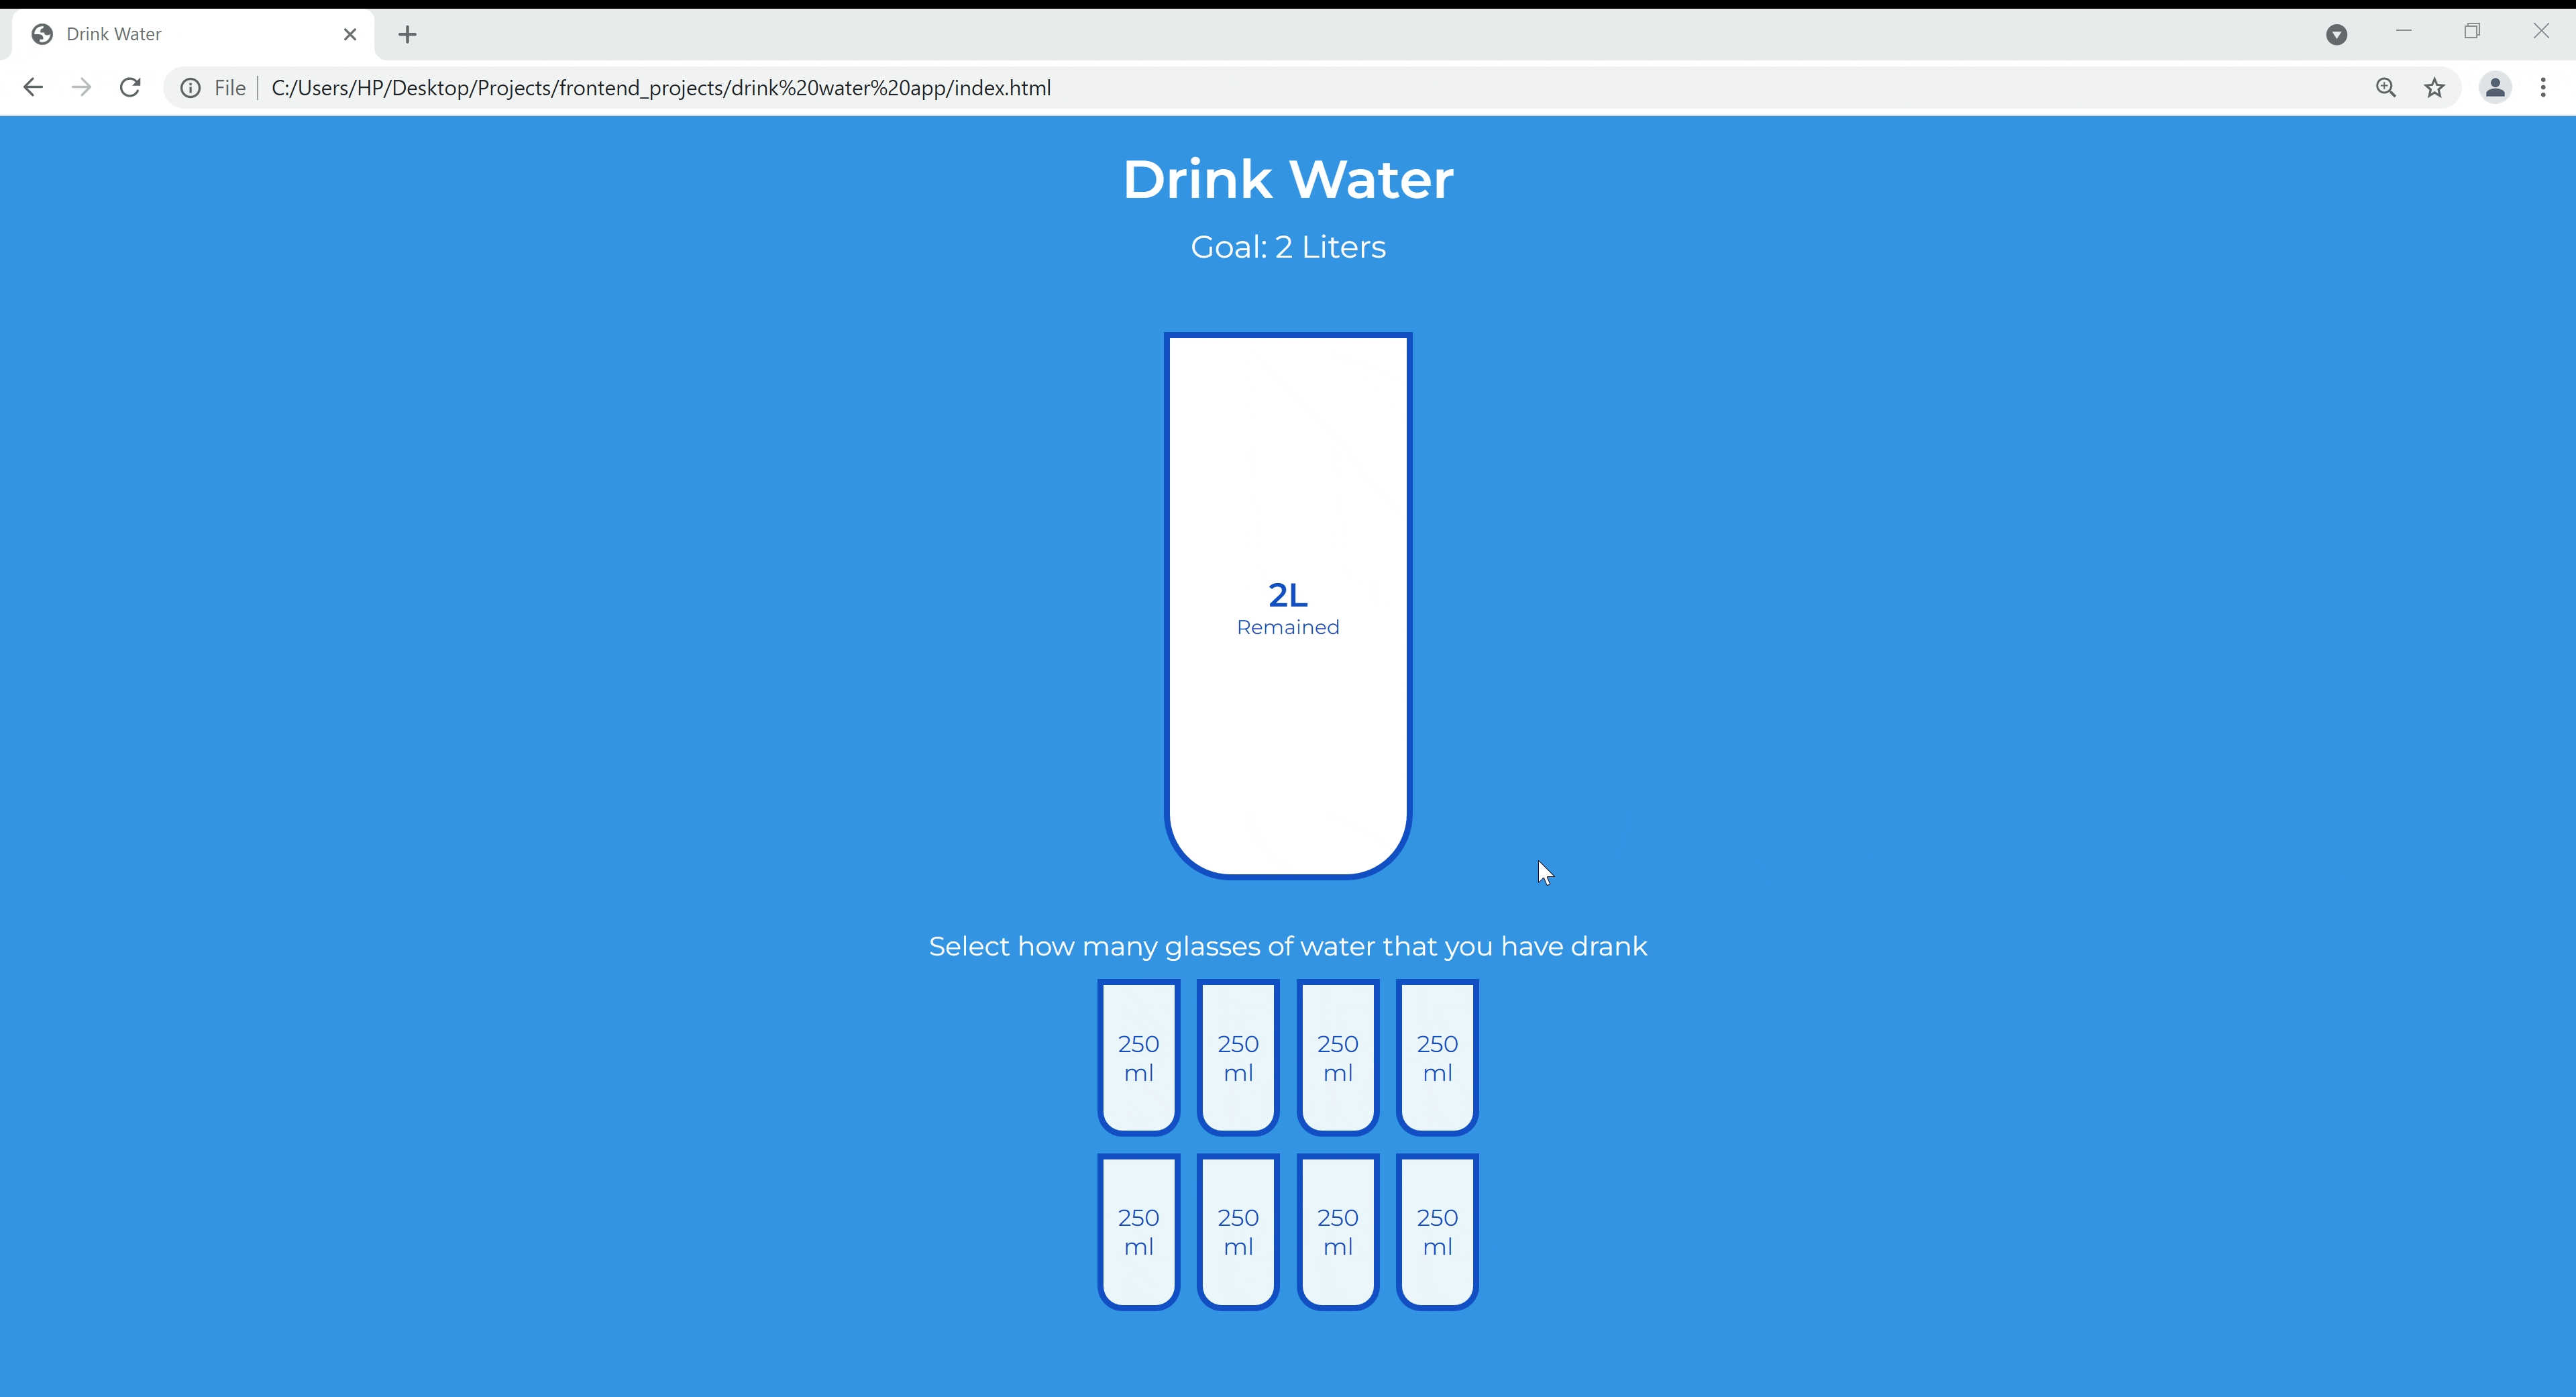 Drink Water
File
C:/Users/HP/Desktop/Projects/frontend_projects/drink%20water%20app/index.html
Drink Water
Goal: 2 Liters
2L
Remained
Select how many glasses of water that you have drank
250 250 250 250
ml ml ml ml
250 250 250 250
ml ml ml ml